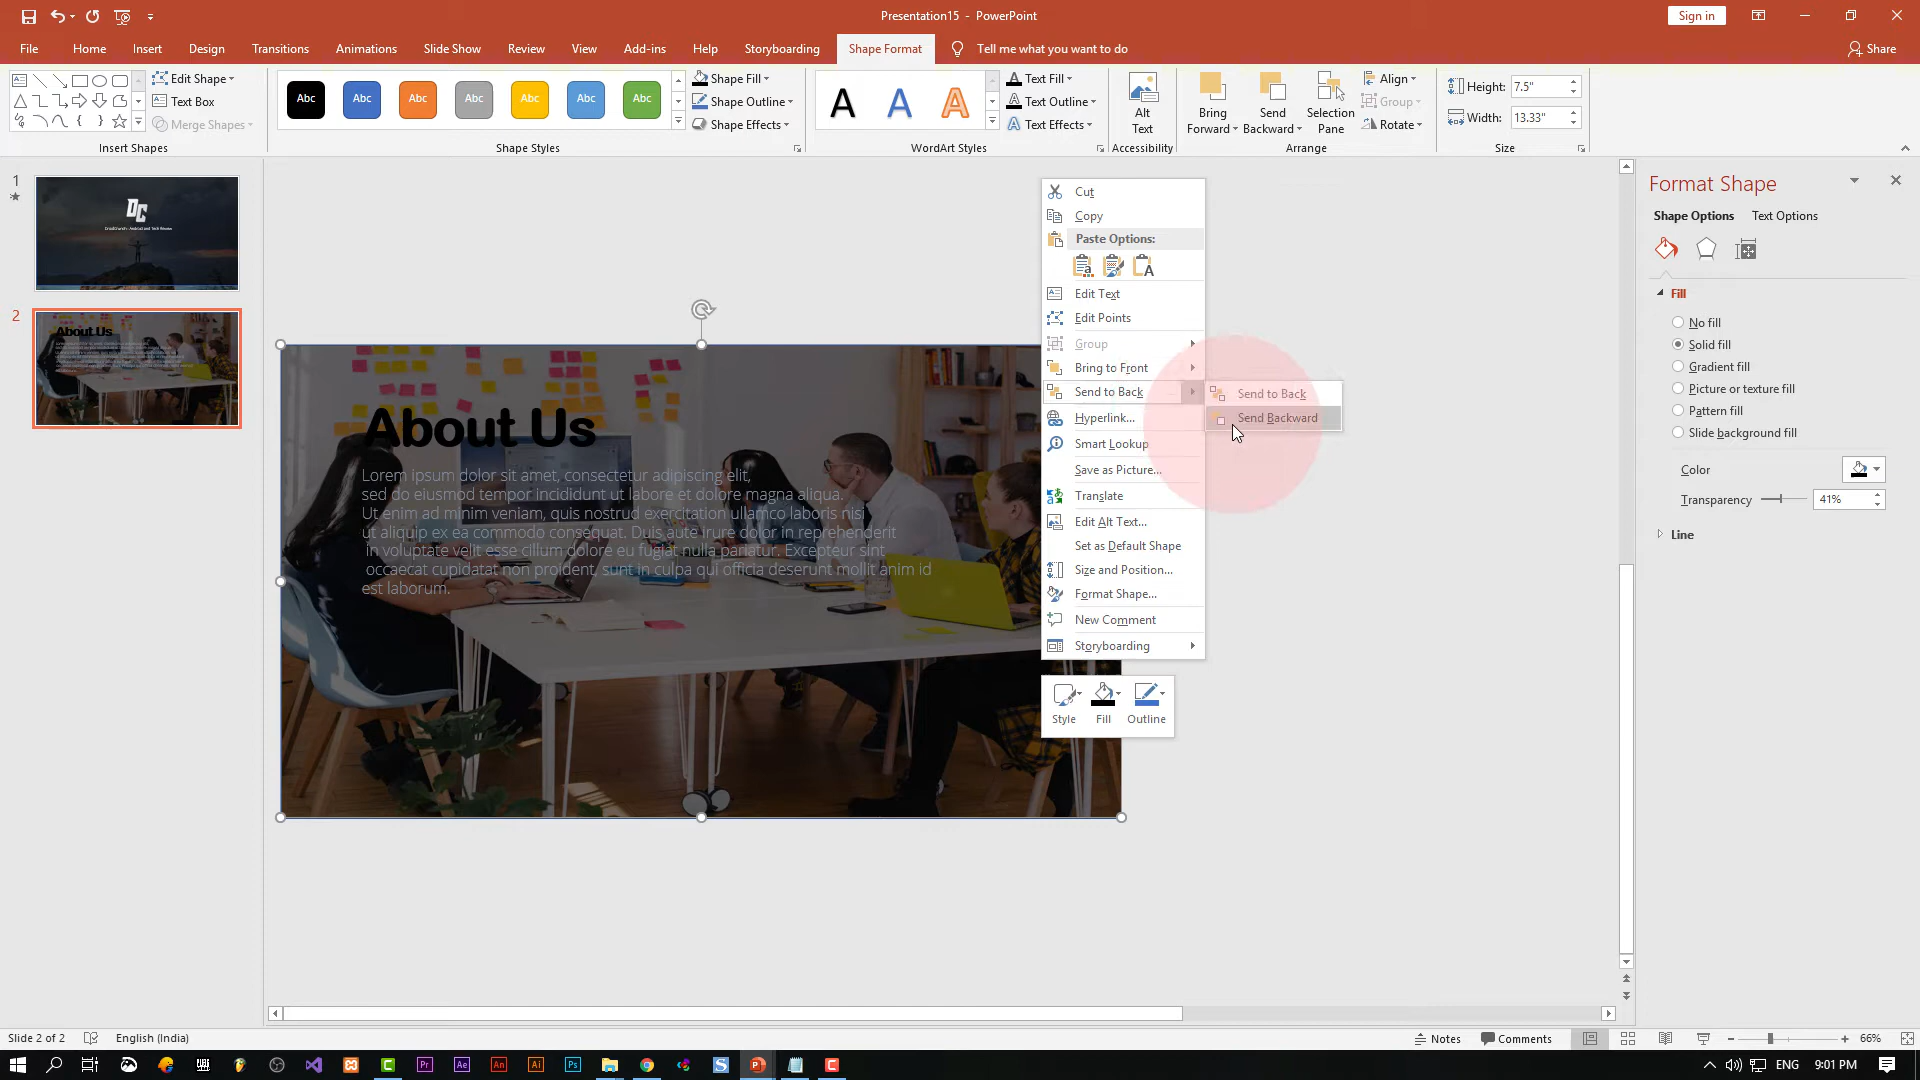 Presentation15 - PowerPoint
Sign in
File Home Insert Design Transitions Animations Slide Show Review View Add-ins Help Storyboarding Shape Format Tell me what you want to do Share
Edit Shape
Text Box
Merge Shapes
Insert Shapes
Abc Abc Abc Abc Abc Abc Abc
Shape Fill
Shape Outline
Shape Effects
Shape Styles
A A A
Text Fill
Text Outline
Text Effects
WordArt Styles
Alt
Text
Accessibility
Bring
Forward
Send
Backward
Selection
Pane
Align
Group
Rotate
Arrange
Height: 7.5"
Width: 13.33"
Size
1
DC
2
About Us
About Us
Lorem ipsum dolor sit amet, consectetur adipiscing elit,
sed do eiusmod tempor incididunt ut labore et dolore magna aliqua.
Ut enim ad minim veniam, quis nostrud exercitation ullamco laboris nisi
ut aliquip ex ea commodo consequat. Duis aute irure dolor in reprehenderit
in voluptate velit esse cillum dolore eu fugiat nulla pariatur. Excepteur sint
occaecat cupidatat non proident, sunt in culpa qui officia deserunt mollit anim id
est laborum.
Cut
Copy
Paste Options:
Edit Text
Edit Points
Group
Bring to Front
Send to Back
Hyperlink...
Smart Lookup
Save as Picture...
Translate
Edit Alt Text...
Set as Default Shape
Size and Position...
Format Shape...
New Comment
Storyboarding
Send to Back
Send Backward
Style Fill Outline
Format Shape
Shape Options Text Options
Fill
No fill
Solid fill
Gradient fill
Picture or texture fill
Pattern fill
Slide background fill
Color
Transparency 41%
Line
Slide 2 of 2 English (India) Notes Comments 66%
Pr Ae An Ai Ps
ENG 9:01 PM